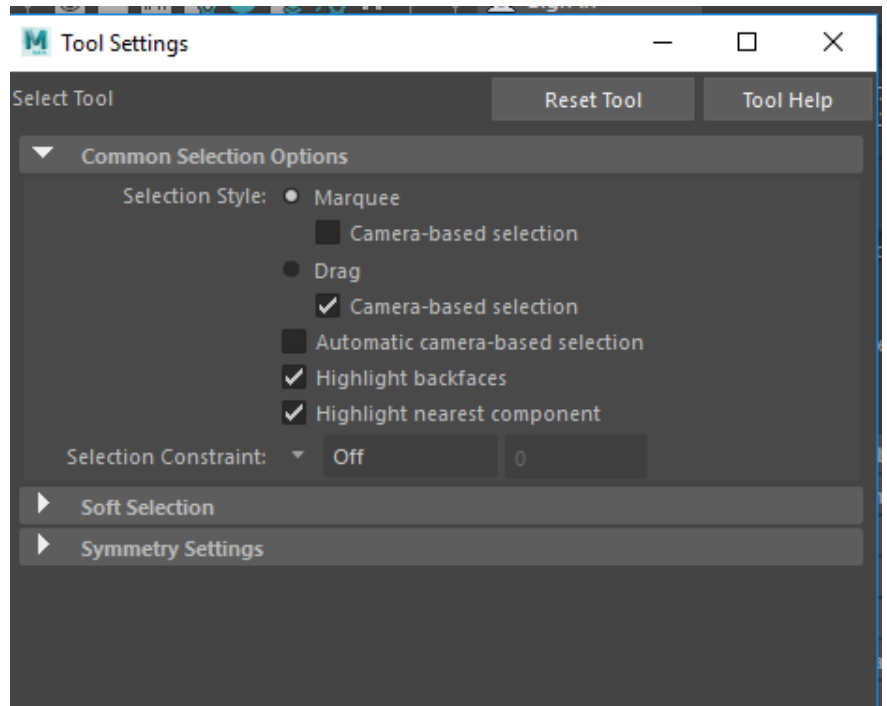 Sign In
M Tool Settings
Select Tool Reset Tool Tool Help
Common Selection Options
Selection Style: Marquee
Camera-based selection
Drag
Camera-based selection
Automatic camera-based selection
Highlight backfaces
Highlight nearest component
Selection Constraint: Off 0
Soft Selection
Symmetry Settings